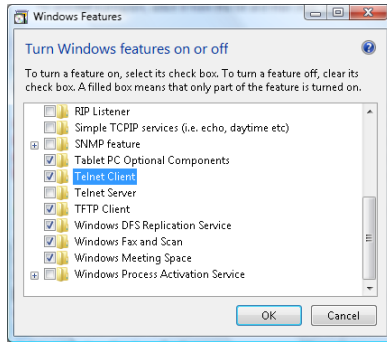 Windows Features
Turn Windows features on or off
To turn a feature on, select its check box. To turn a feature off, clear its
check box. A filled box means that only part of the feature is turned on.
RIP Listener
Simple TCPIP services (i.e. echo, daytime etc)
SNMP feature
Tablet PC Optional Components
Telnet Client
Telnet Server
TFTP Client
Windows DFS Replication Service
Windows Fax and Scan
Windows Meeting Space
Windows Process Activation Service
OK Cancel